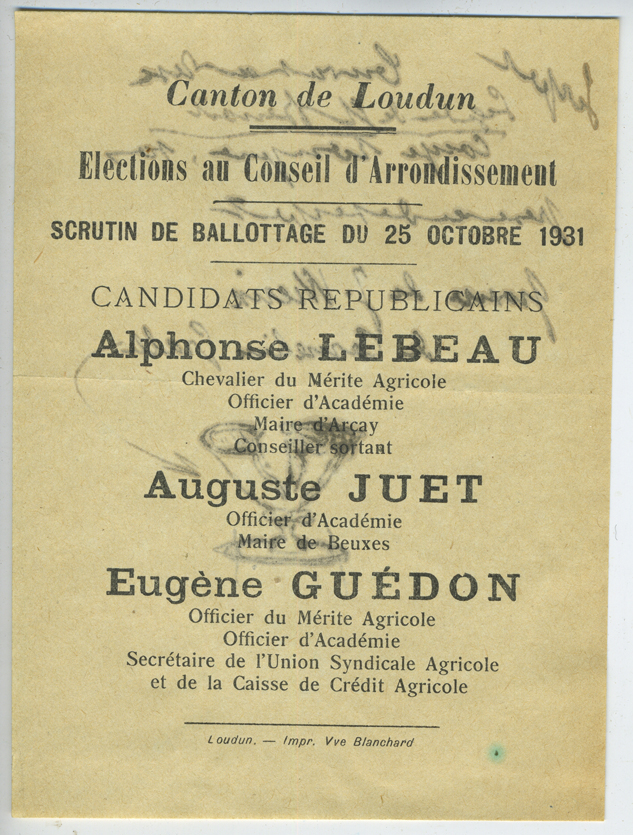 Canton de Loudun
Elections au Conseil d'Arrondissement
SCRUTIN DE BALLOTTAGE DU 25 OCTOBRE 1931
CANDIDATS REPUBLICAINS
Alphonse LEBEAU
Chevalier du Mérite Agricole
Officier d'Académie
Maire d'Arçay
Conseiller sortant
Auguste JUET
Officier d'Académie
Maire de Beuxes
Eugène GUÉDON
Officier du Mérite Agricole
Officier d'Académie
Secrétaire de l'Union Syndicale Agricole
et de la Caisse de Crédit Agricole
Loudun. — Impr. Vve Blanchard